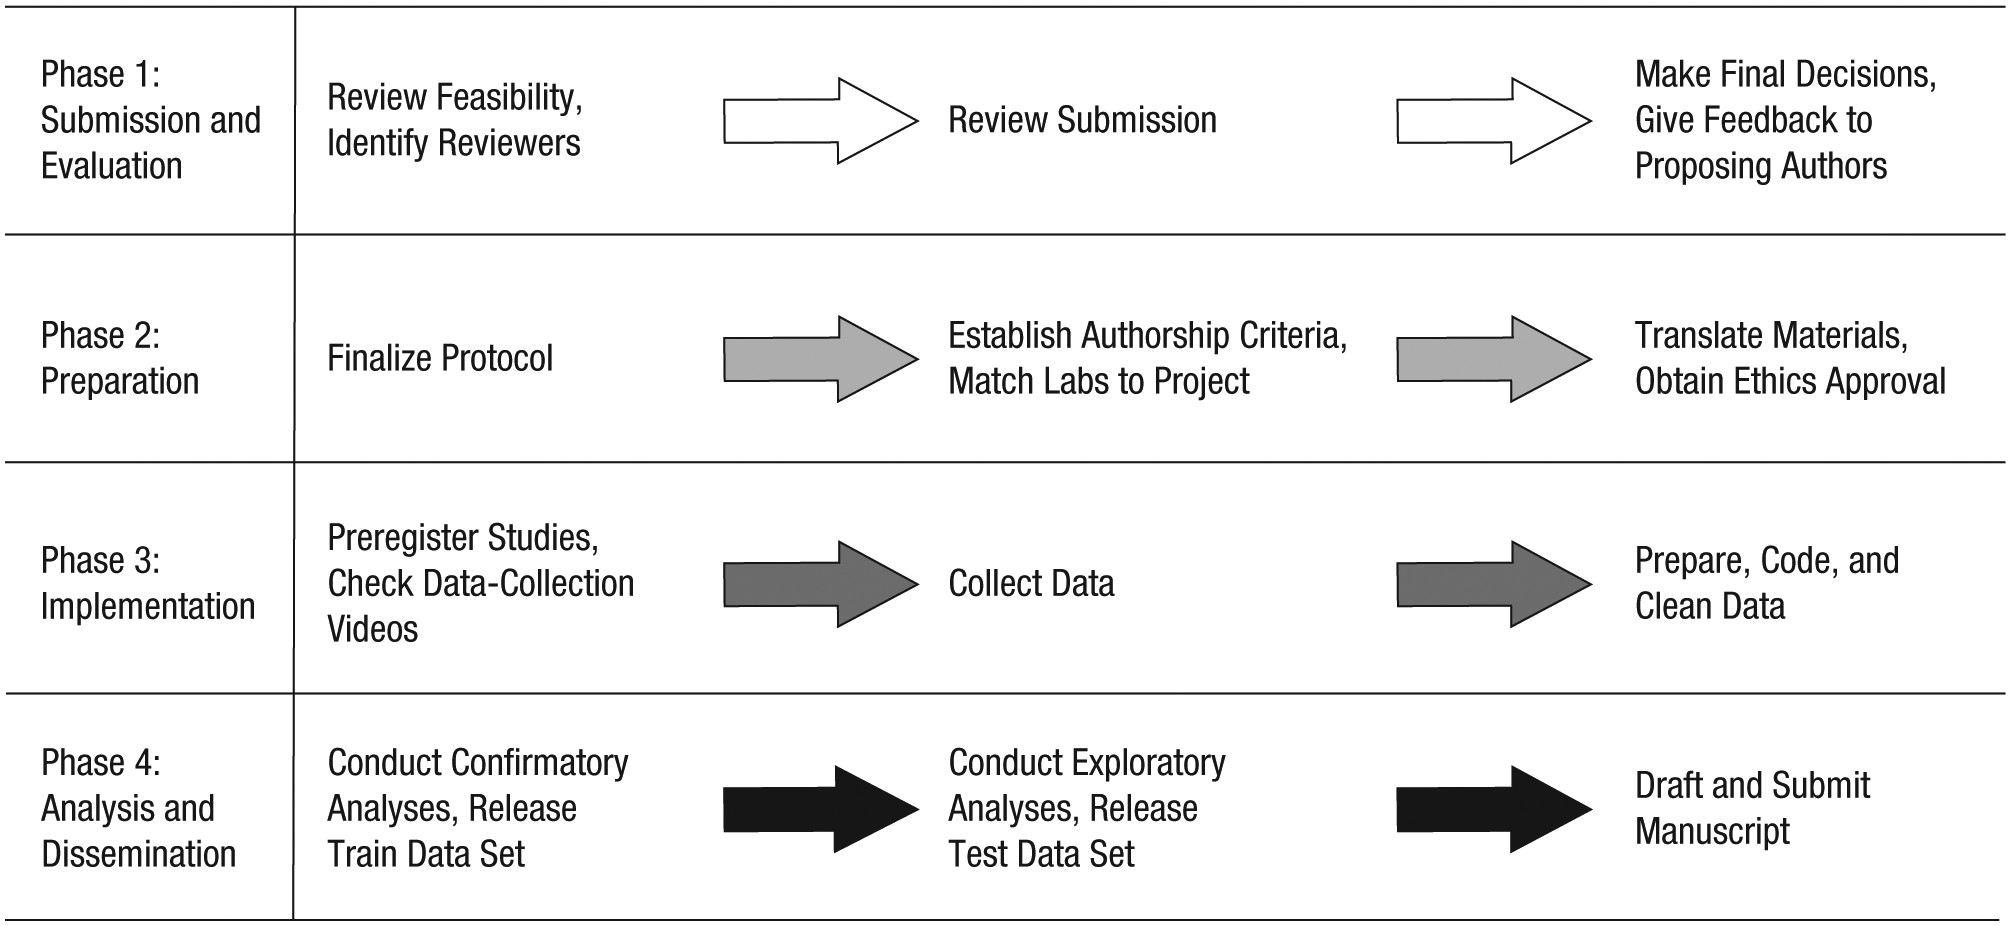 Phase 1:
Submission and
Evaluation
Review Feasibility,
Identify Reviewers
Review Submission
Make Final Decisions,
Give Feedback to
Proposing Authors
Phase 2:
Preparation
Finalize Protocol
Establish Authorship Criteria,
Match Labs to Project
Translate Materials,
Obtain Ethics Approval
Phase 3:
Implementation
Preregister Studies,
Check Data-Collection
Videos
Collect Data
Prepare, Code, and
Clean Data
Phase 4:
Analysis and
Dissemination
Conduct Confirmatory
Analyses, Release
Train Data Set
Conduct Exploratory
Analyses, Release
Test Data Set
Draft and Submit
Manuscript